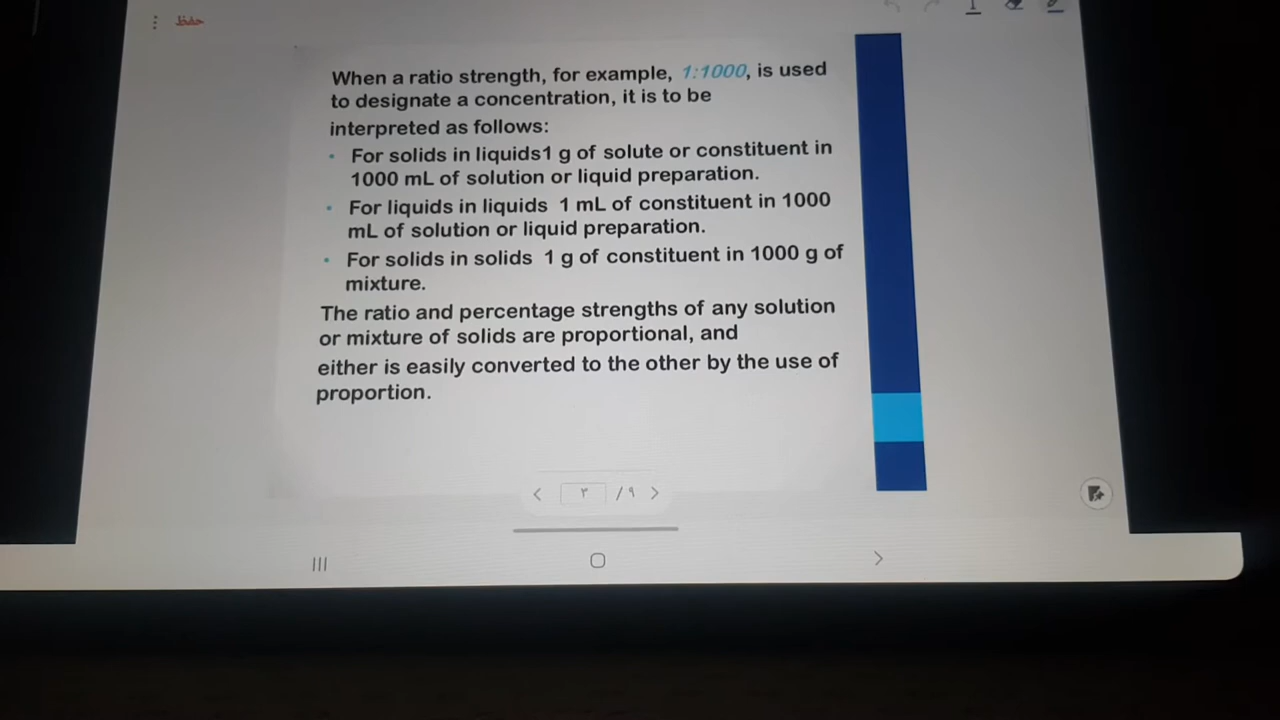 حفظ
When a ratio strength, for example, 1:1000, is used
to designate a concentration, it is to be
interpreted as follows:
• For solids in liquids1 g of solute or constituent in
1000 mL of solution or liquid preparation.
• For liquids in liquids 1 mL of constituent in 1000
mL of solution or liquid preparation.
• For solids in solids 1 g of constituent in 1000 g of
mixture.
The ratio and percentage strengths of any solution
or mixture of solids are proportional, and
either is easily converted to the other by the use of
proportion.
٣ / ٩